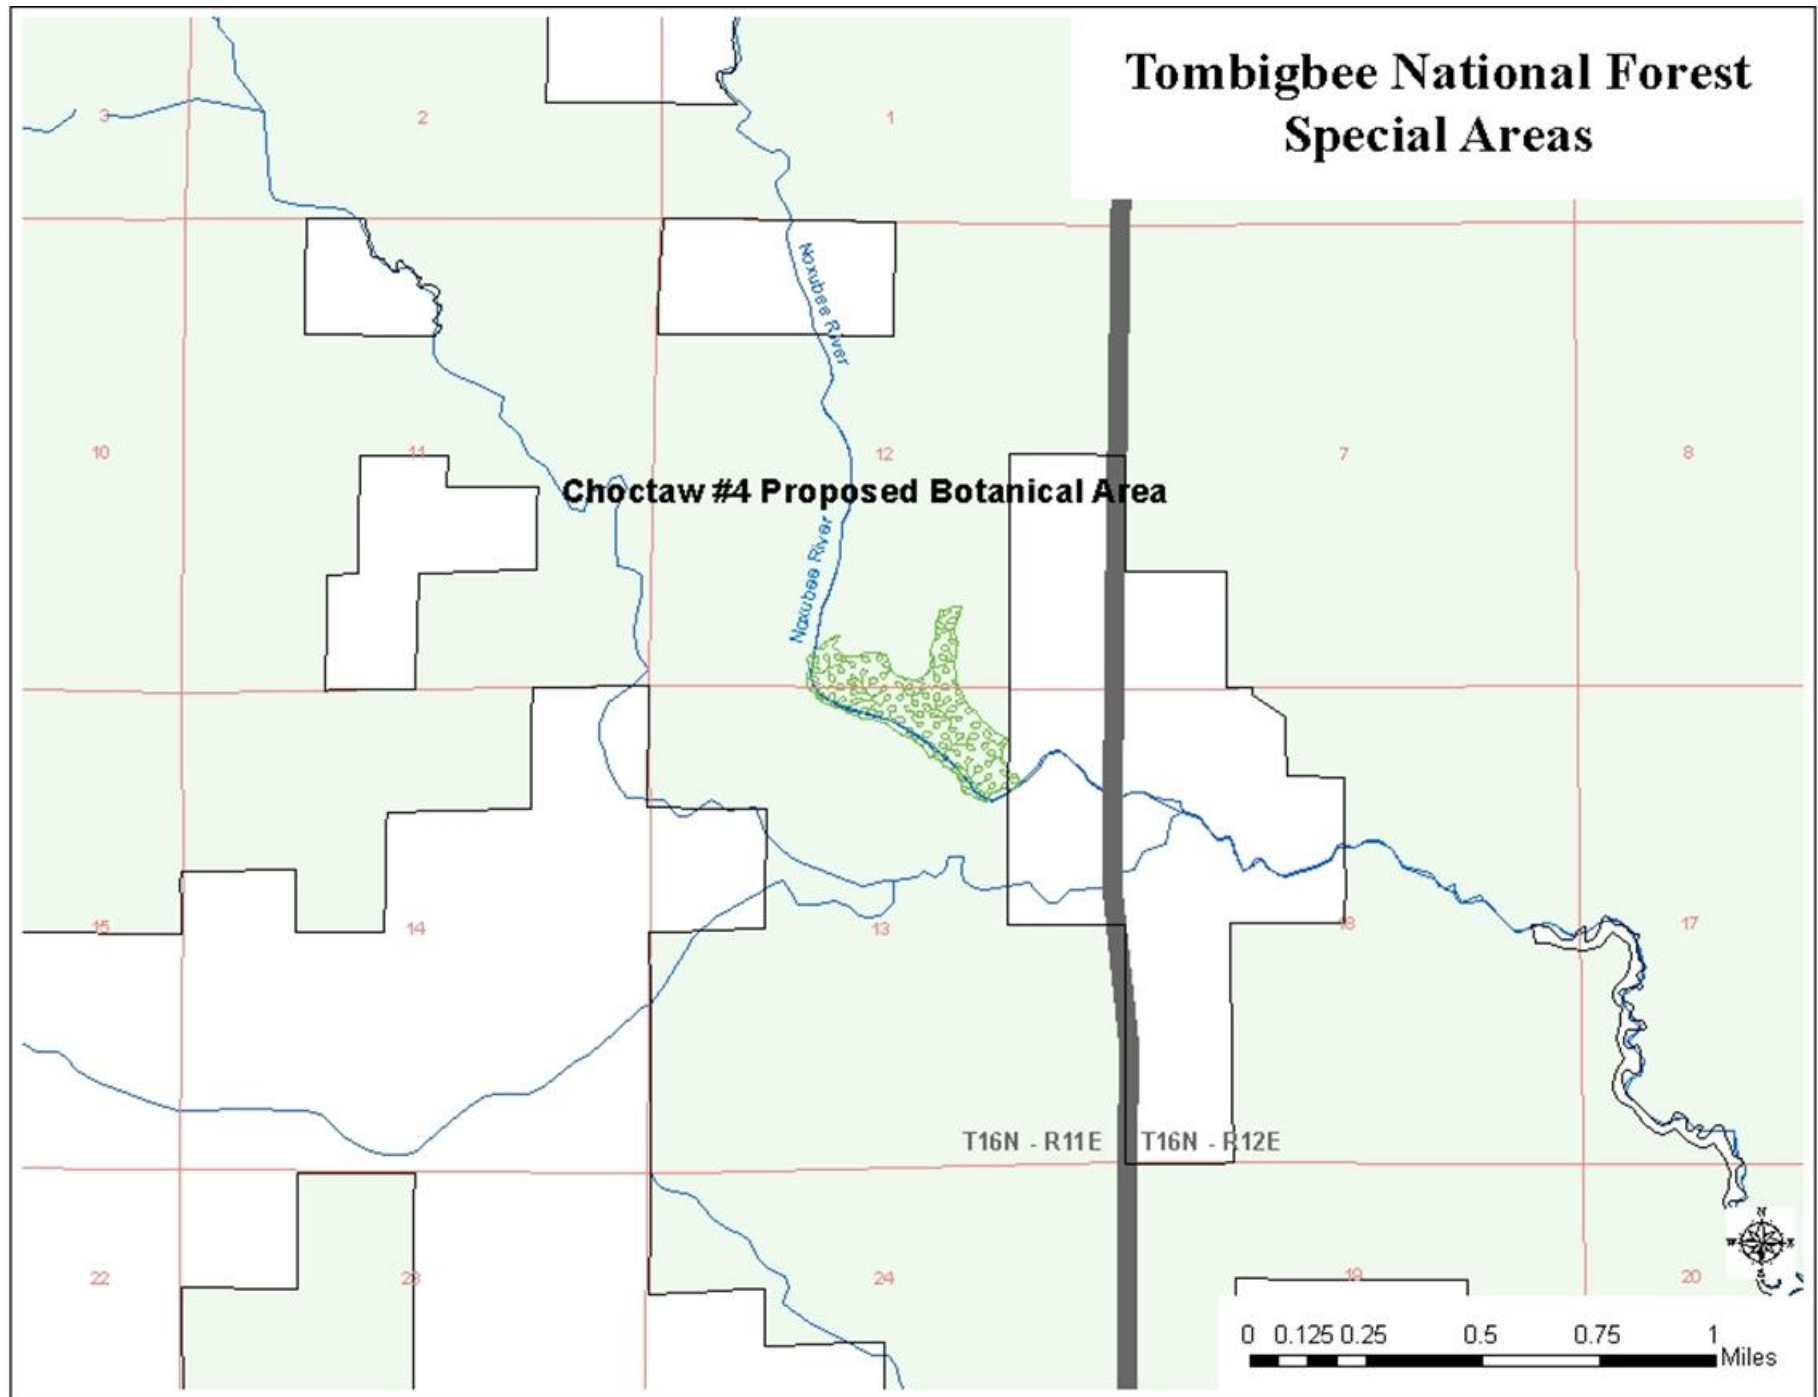 Tombigbee National Forest
Special Areas
3
2
1
Noxubee River
10
11
12
7
8
Choctaw #4 Proposed Botanical Area
Noxubee River
15
14
13
18
17
T16N - R11E
T16N - R12E
N
W
E
S
22
23
24
19
20
0 0.125 0.25 0.5 0.75 1
Miles